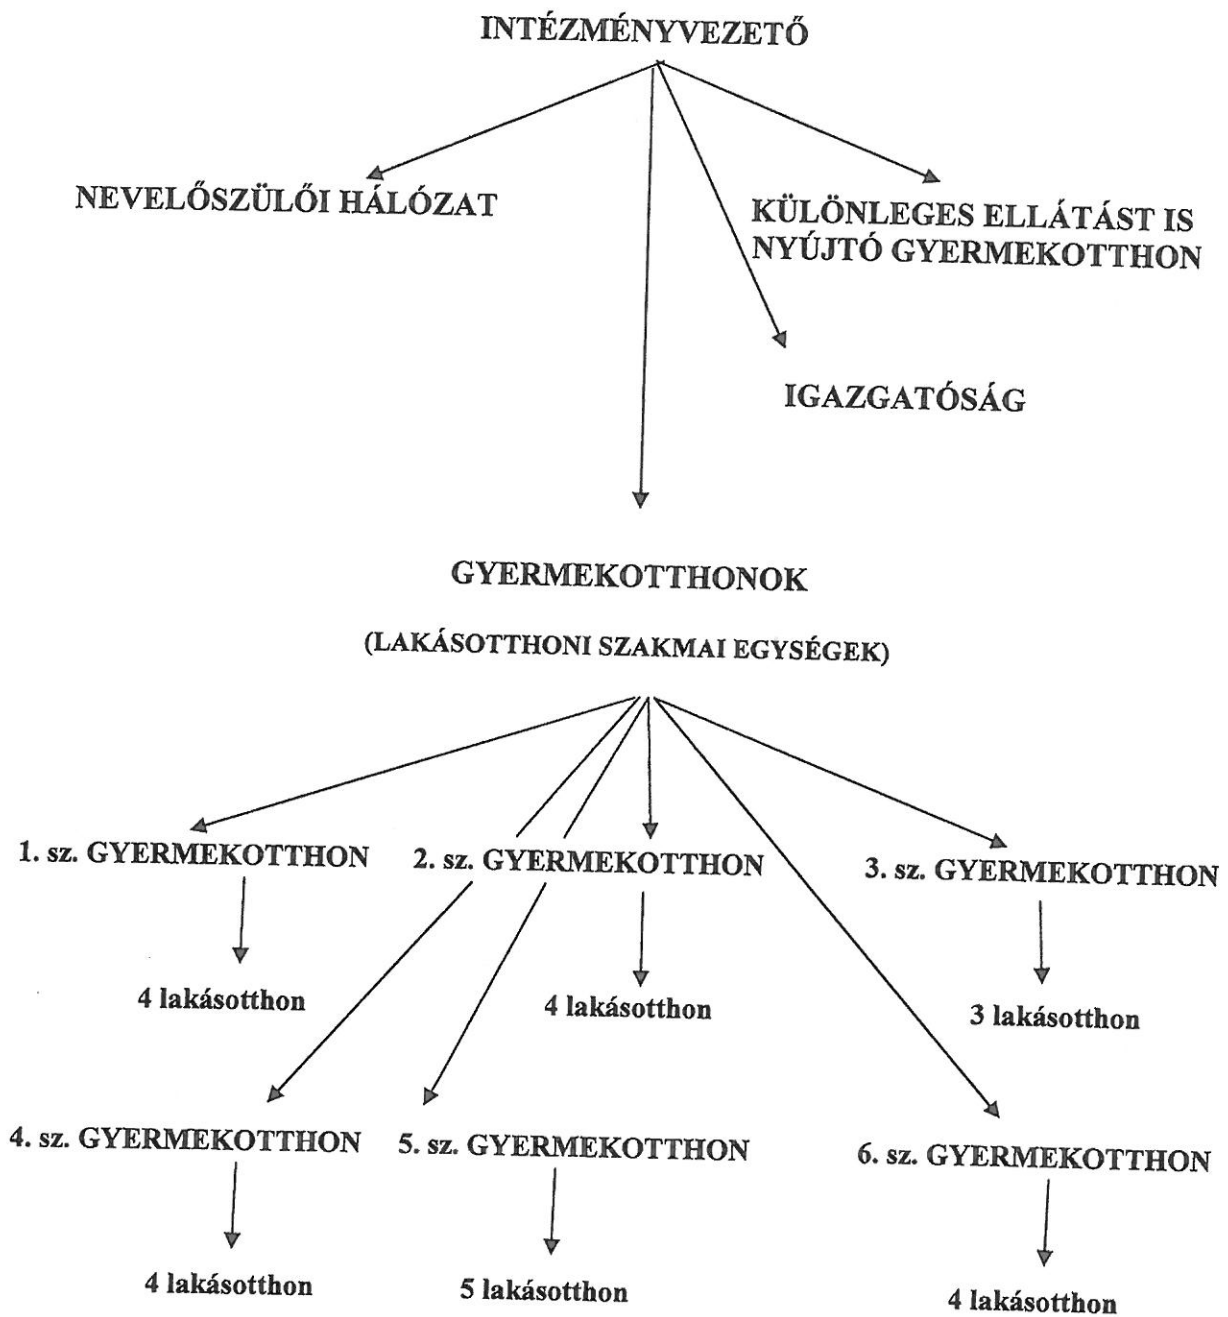 INTÉZMÉNYVEZETŐ
NEVELŐSZÜLŐI HÁLÓZAT
KÜLÖNLEGES ELLÁTÁST IS
NYÚJTÓ GYERMEKOTTHON
IGAZGATÓSÁG
GYERMEKOTTHONOK
(LAKÁSOTTHONI SZAKMAI EGYSÉGEK)
1. sz. GYERMEKOTTHON
2. sz. GYERMEKOTTHON
3. sz. GYERMEKOTTHON
4 lakásotthon
4 lakásotthon
3 lakásotthon
4. sz. GYERMEKOTTHON
5. sz. GYERMEKOTTHON
6. sz. GYERMEKOTTHON
4 lakásotthon
5 lakásotthon
4 lakásotthon